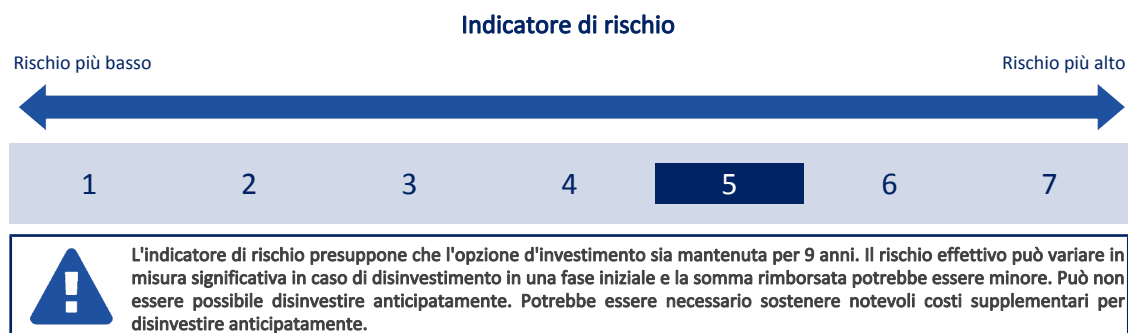 Indicatore di rischio
Rischio più basso
Rischio più alto
1 2 3 4 5 6 7
L'indicatore di rischio presuppone che l'opzione d'investimento sia mantenuta per 9 anni. Il rischio effettivo può variare in
misura significativa in caso di disinvestimento in una fase iniziale e la somma rimborsata potrebbe essere minore. Può non
essere possibile disinvestire anticipatamente. Potrebbe essere necessario sostenere notevoli costi supplementari per
disinvestire anticipatamente.